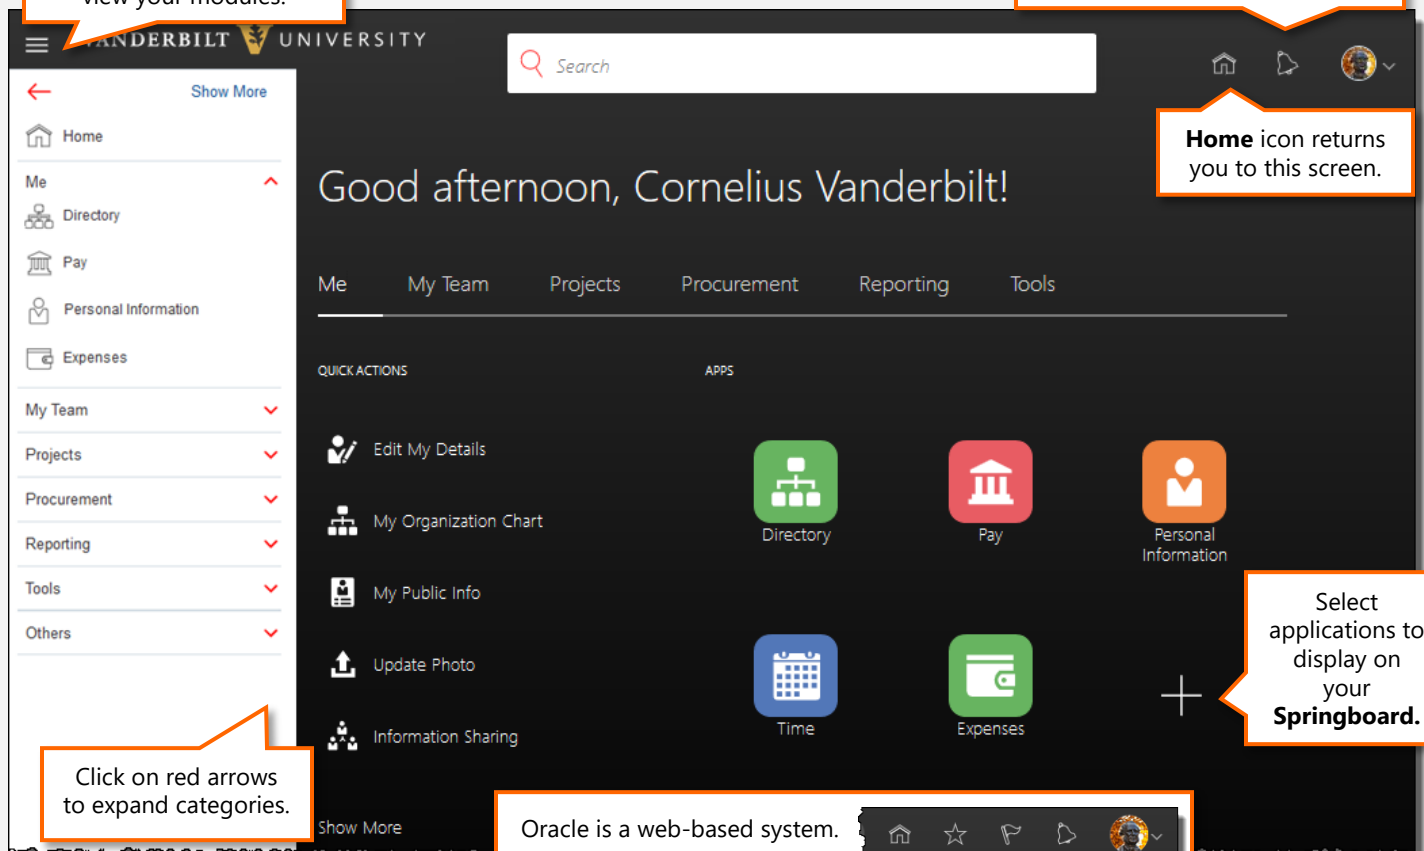 view your modules.
VANDERBILT UNIVERSITY
Search
Show More
Home
Me
Directory
Pay
Personal Information
Expenses
My Team
Projects
Procurement
Reporting
Tools
Others
Click on red arrows
to expand categories.
Home icon returns
you to this screen.
Good afternoon, Cornelius Vanderbilt!
Me My Team Projects Procurement Reporting Tools
QUICK ACTIONS
Edit My Details
My Organization Chart
My Public Info
Update Photo
Information Sharing
Show More
APPS
Directory
Pay
Personal
Information
Time
Expenses
Select
applications to
display on
your
Springboard.
Oracle is a web-based system.